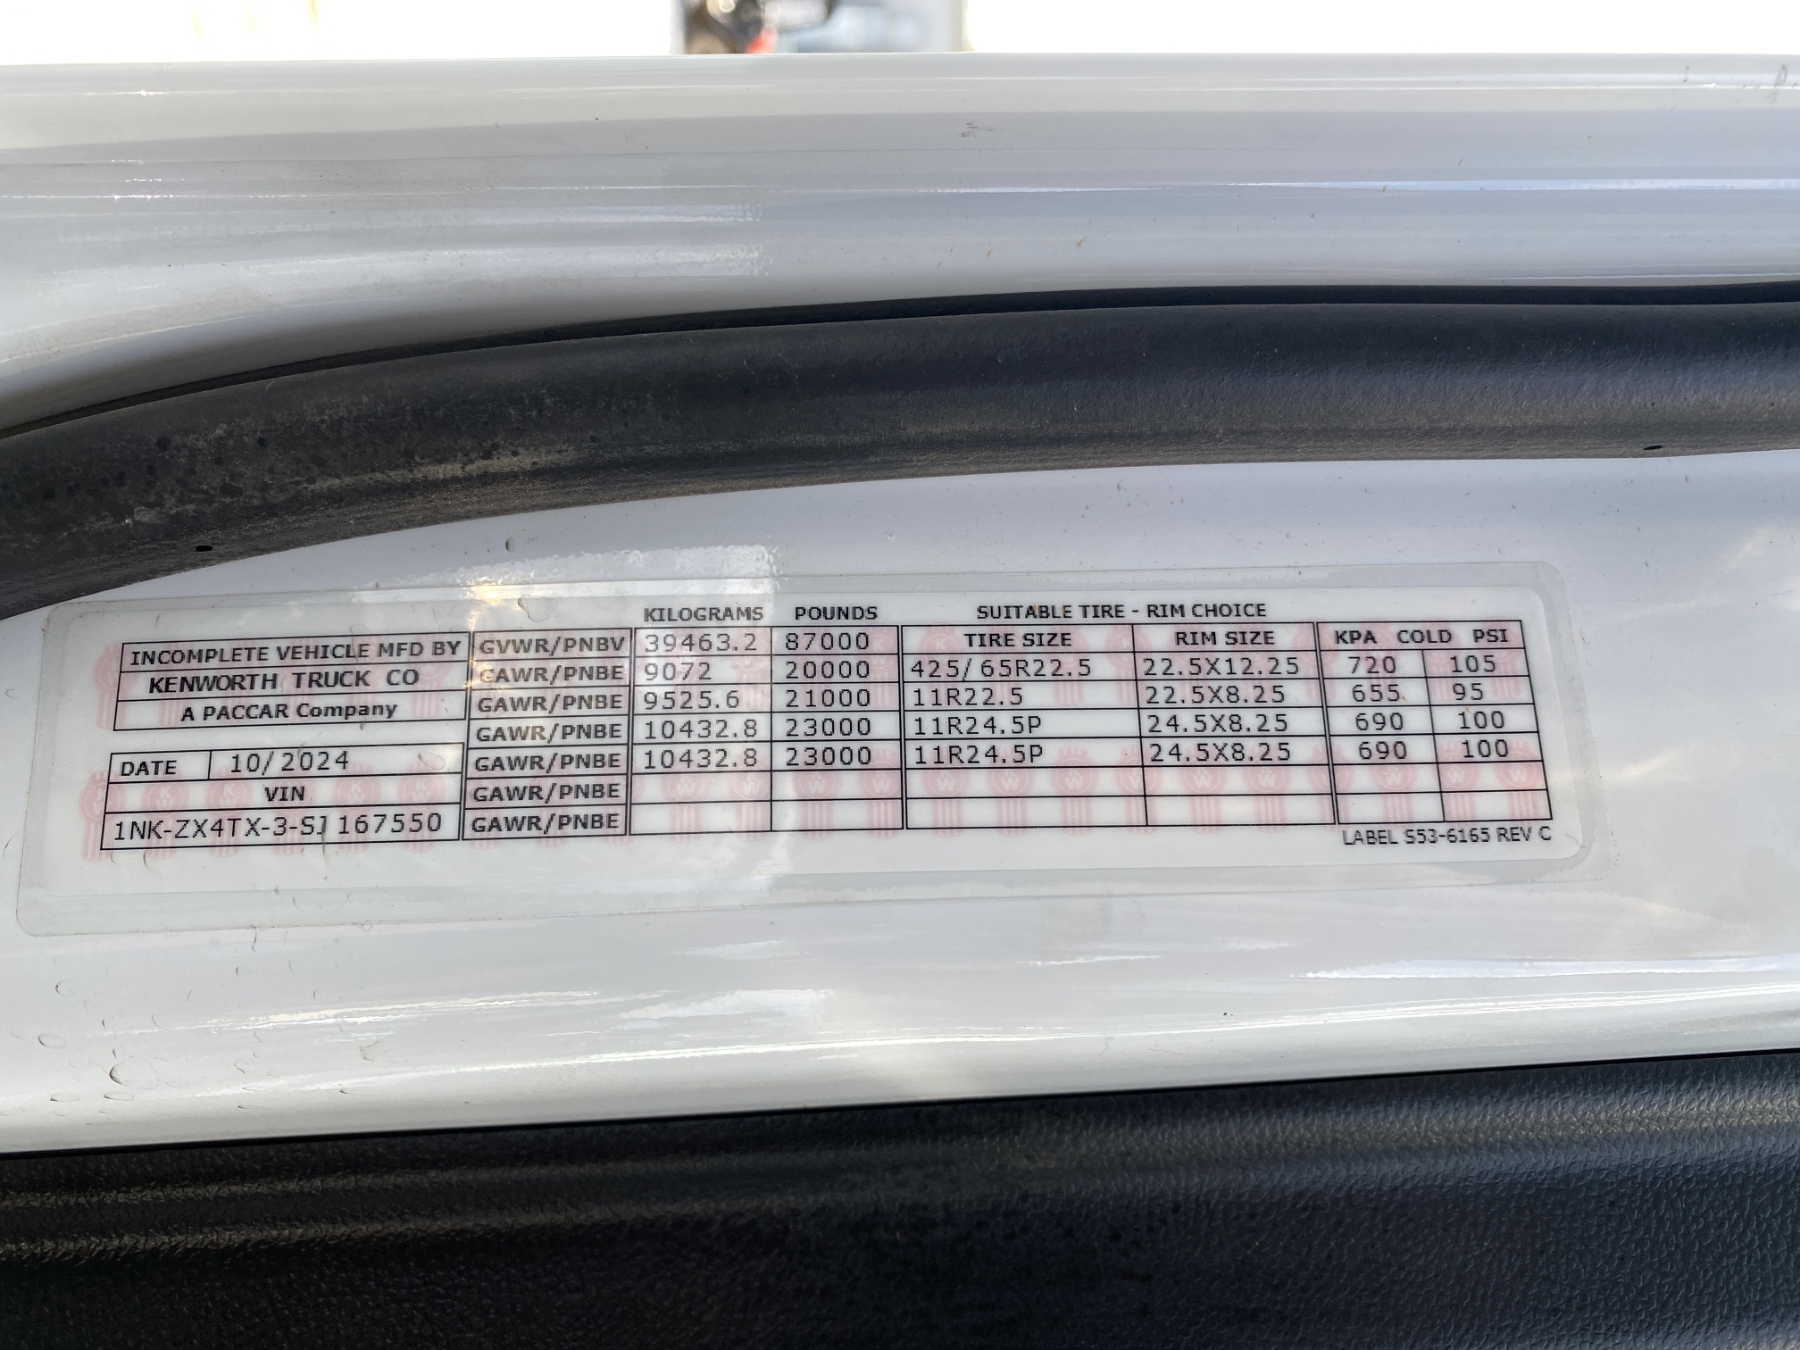 KILOGRAMS POUNDS SUITABLE TIRE - RIM CHOICE
INCOMPLETE VEHICLE MFD BY GVWR/PNBV 39463.2 87000 TIRE SIZE RIM SIZE KPA COLD PSI
KENWORTH TRUCK CO GAWR/PNBE 9072 20000 425/65R22.5 22.5X12.25 720 105
A PACCAR Company GAWR/PNBE 9525.6 21000 11R22.5 22.5X8.25 655 95
GAWR/PNBE 10432.8 23000 11R24.5P 24.5X8.25 690 100
DATE 10/2024 GAWR/PNBE 10432.8 23000 11R24.5P 24.5X8.25 690 100
VIN GAWR/PNBE
1NK-ZX4TX-3-SJ167550 GAWR/PNBE
LABEL S53-6165 REV C